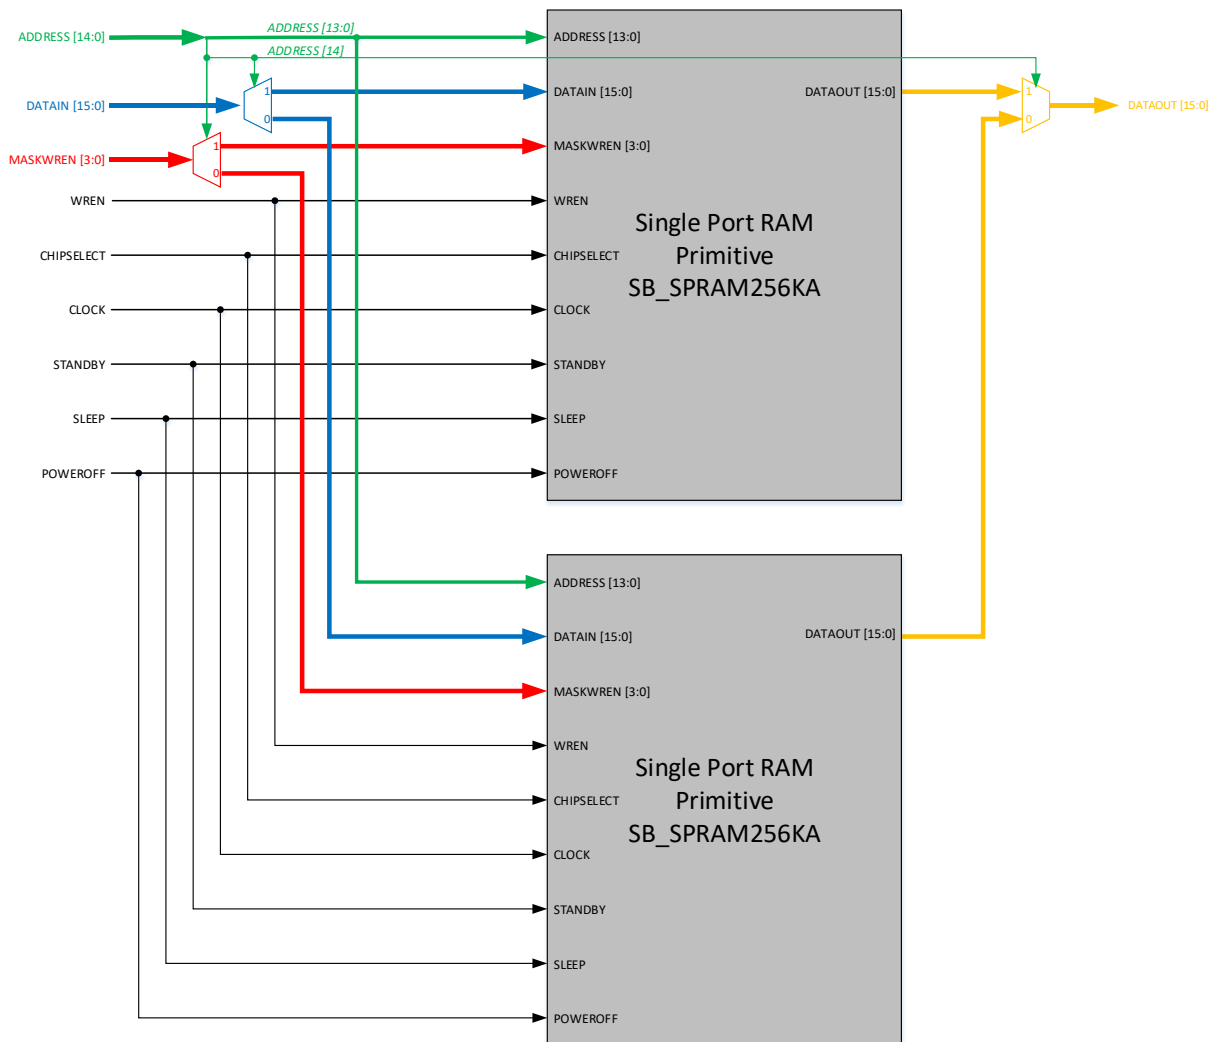 ADDRESS [14:0]
ADDRESS [13:0]
ADDRESS [14]
ADDRESS [13:0]
DATAIN [15:0]
1
0
DATAIN [15:0]
DATAOUT [15:0]
1
0
DATAOUT [15:0]
MASKWREN [3:0]
1
0
MASKWREN [3:0]
WREN
WREN
Single Port RAM
Primitive
SB_SPRAM256KA
CHIPSELECT
CHIPSELECT
CLOCK
CLOCK
STANDBY
STANDBY
SLEEP
SLEEP
POWEROFF
POWEROFF
ADDRESS [13:0]
DATAIN [15:0]
DATAOUT [15:0]
MASKWREN [3:0]
WREN
Single Port RAM
Primitive
SB_SPRAM256KA
CHIPSELECT
CLOCK
STANDBY
SLEEP
POWEROFF